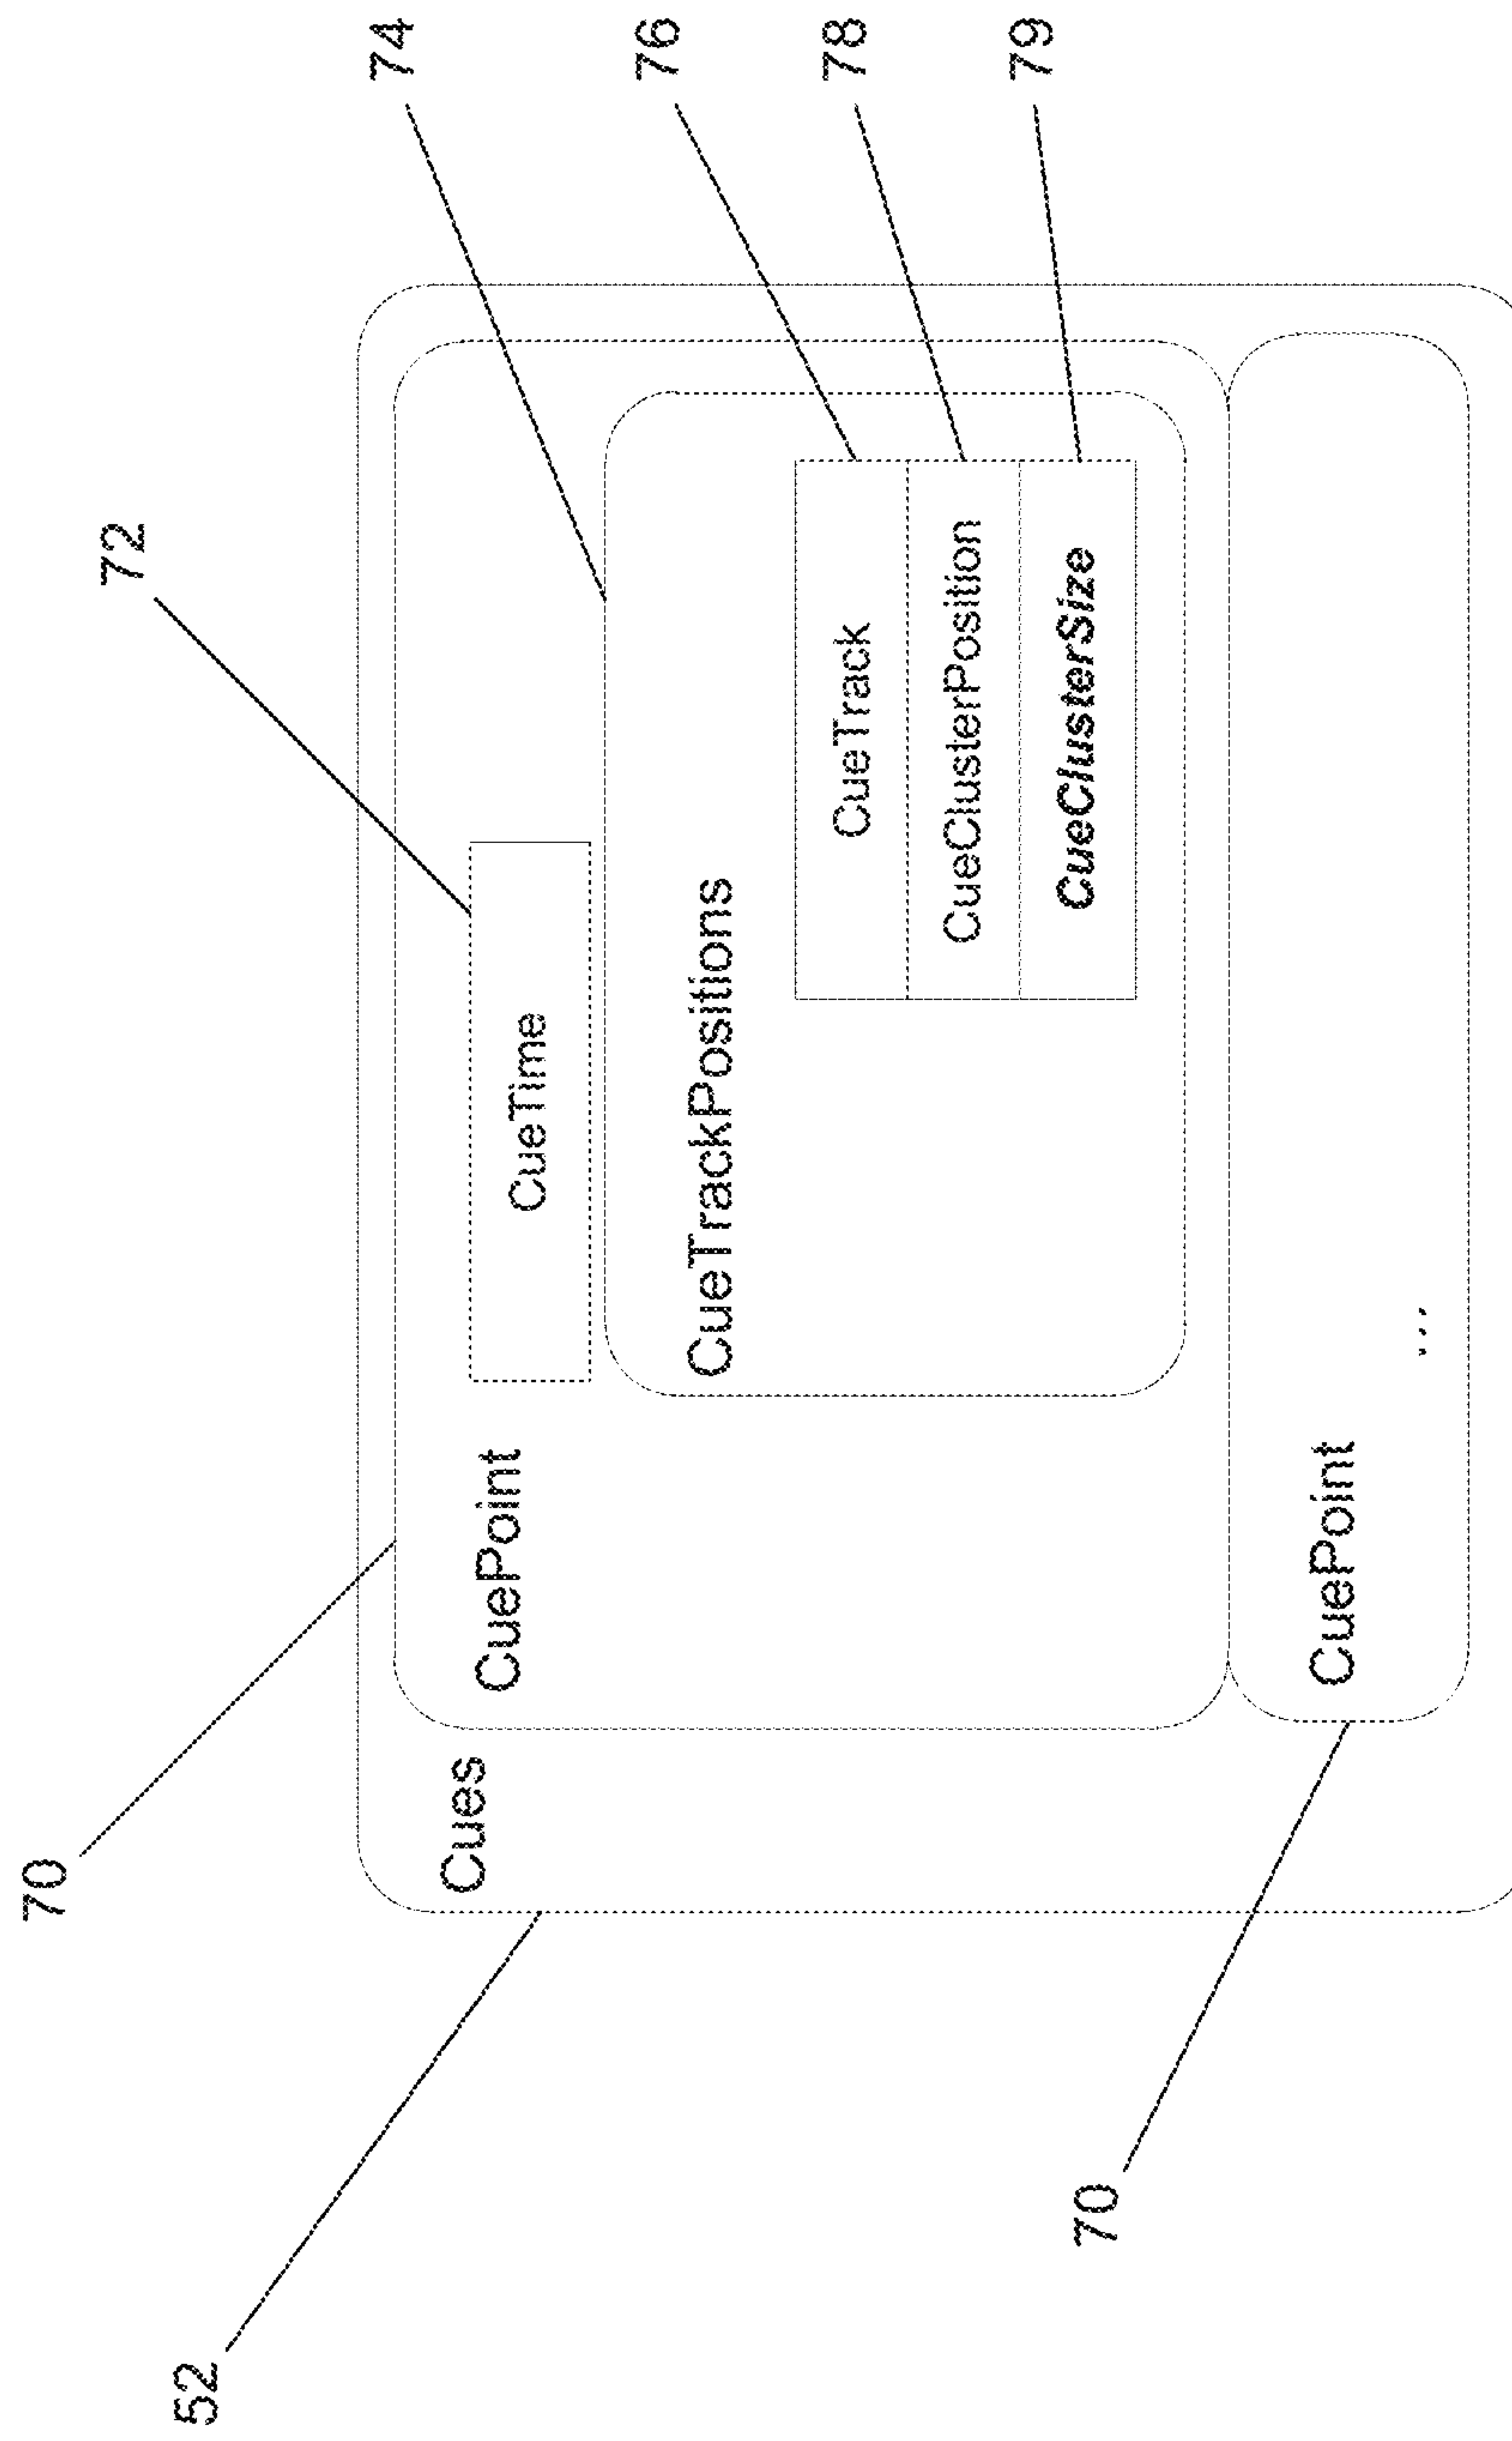 72
74
70
Cues
CuePoint
CueTime
52
CueTrackPositions
CueTrack
76
CueClusterPosition
78
CueClusterSize
79
CuePoint
...
70